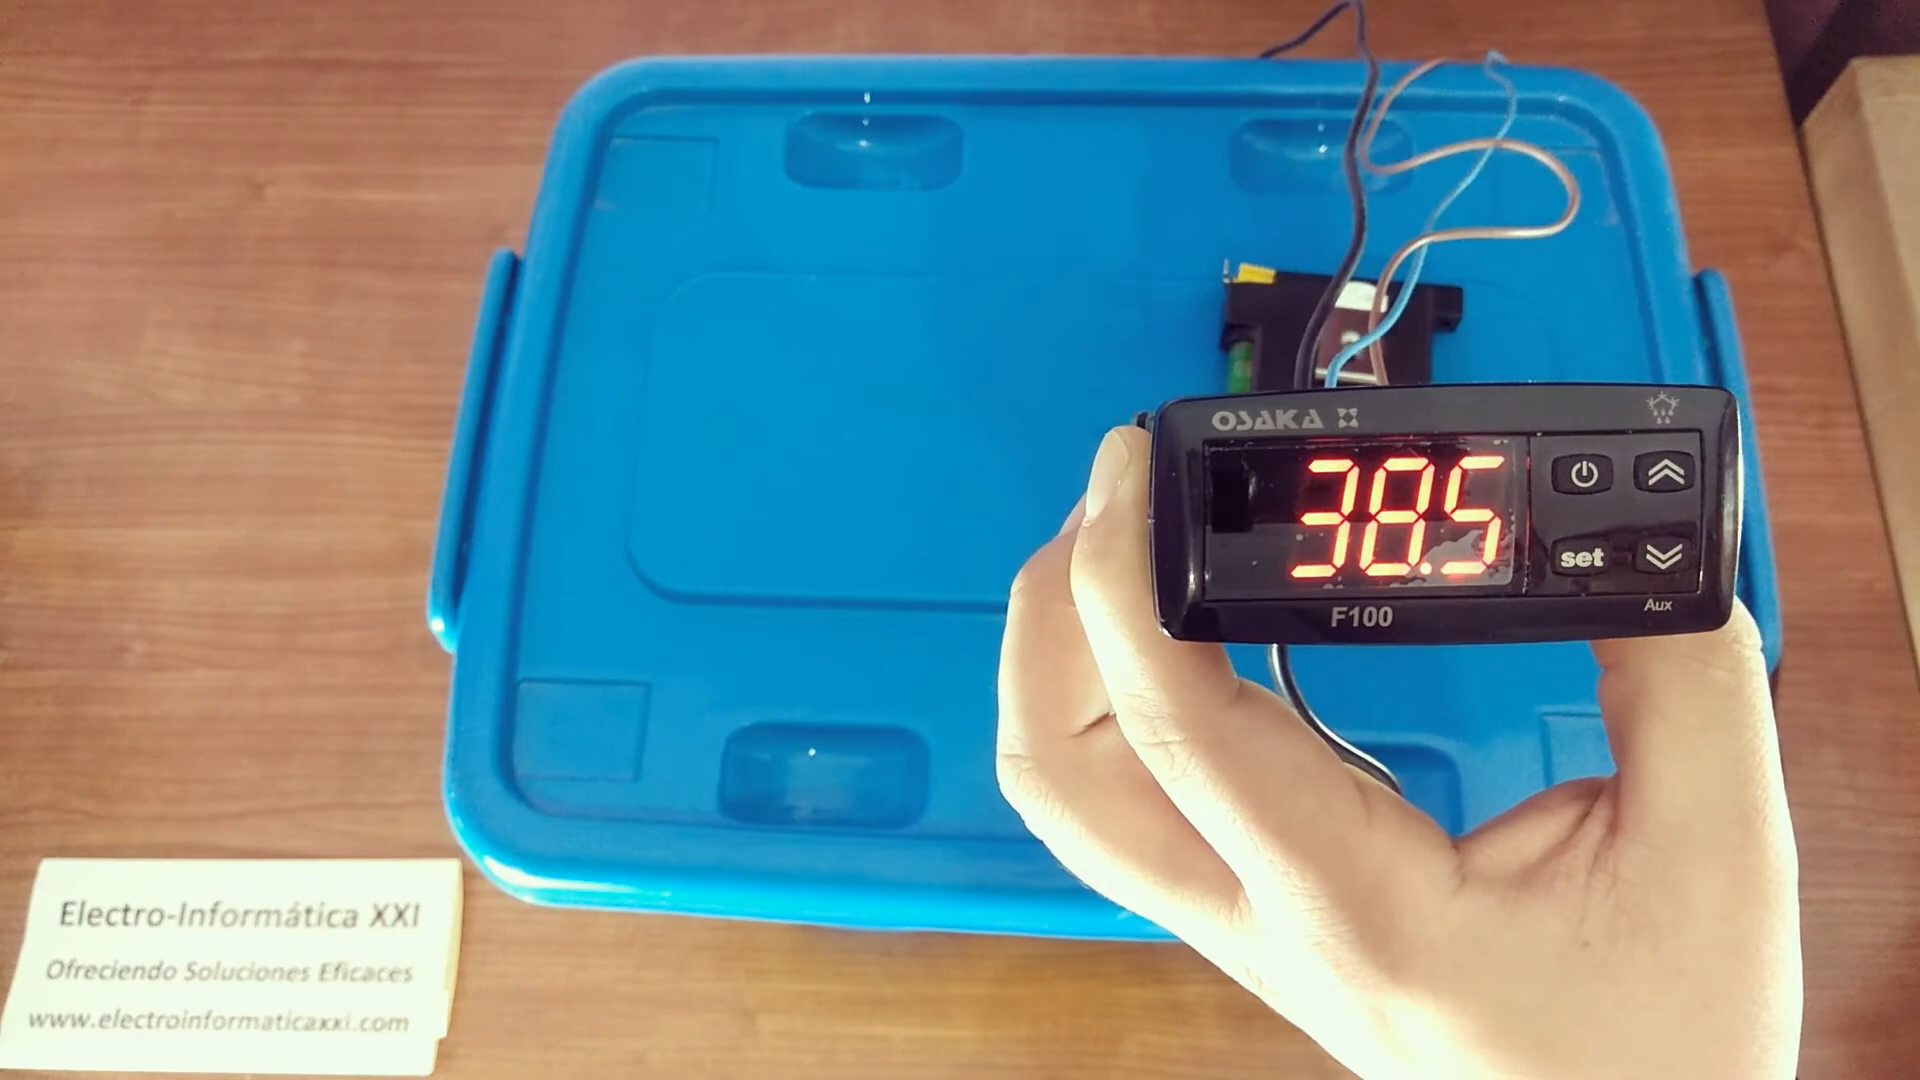 OSAKA
38.5
set
F100
Aux
Electro-Informática XXI
Ofreciendo Soluciones Eficaces
www.electroinformaticaxxi.com